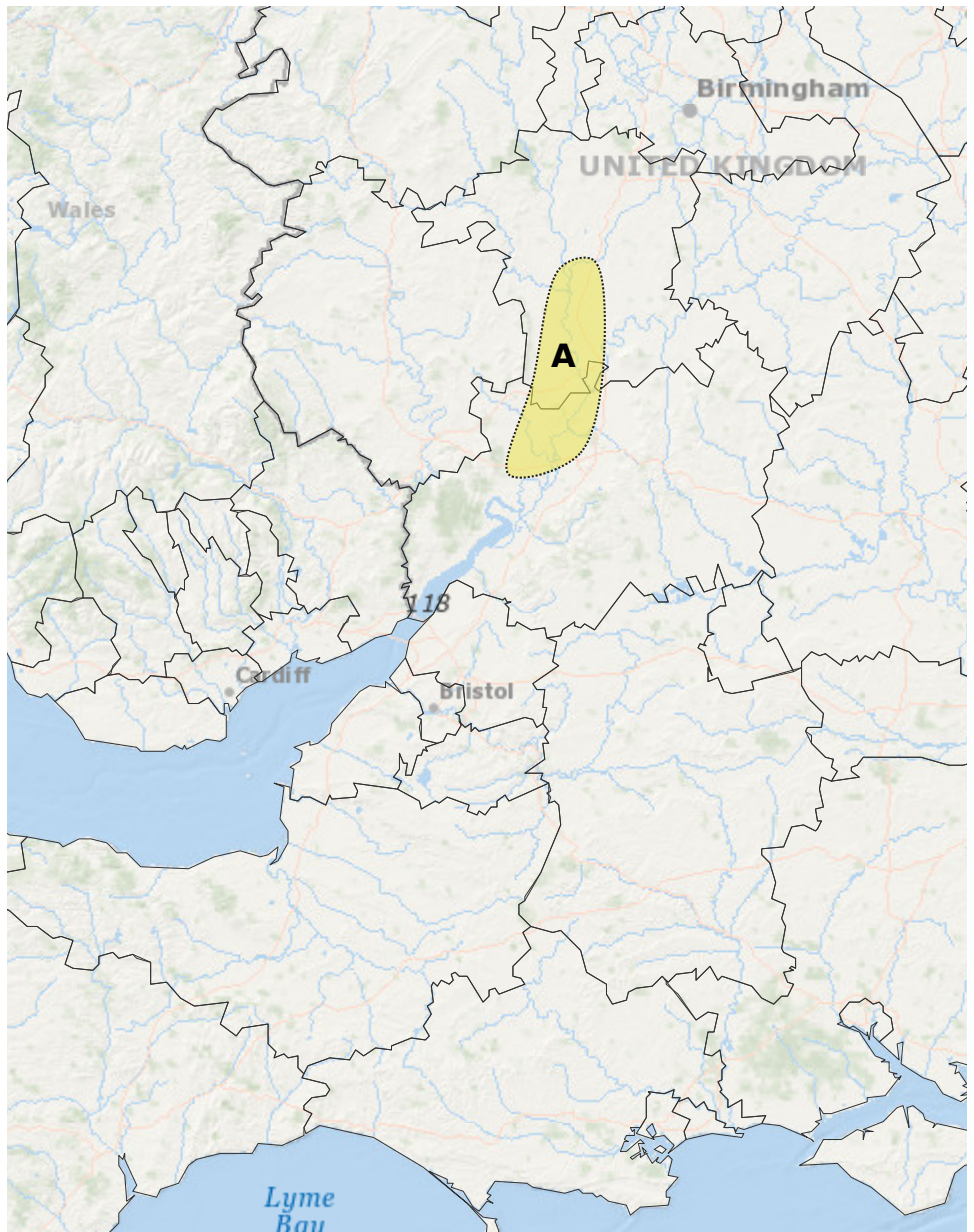 Birmingham
UNITED KINGDOM
Wales
A
118
Cardiff
Bristol
Lyme
Bay